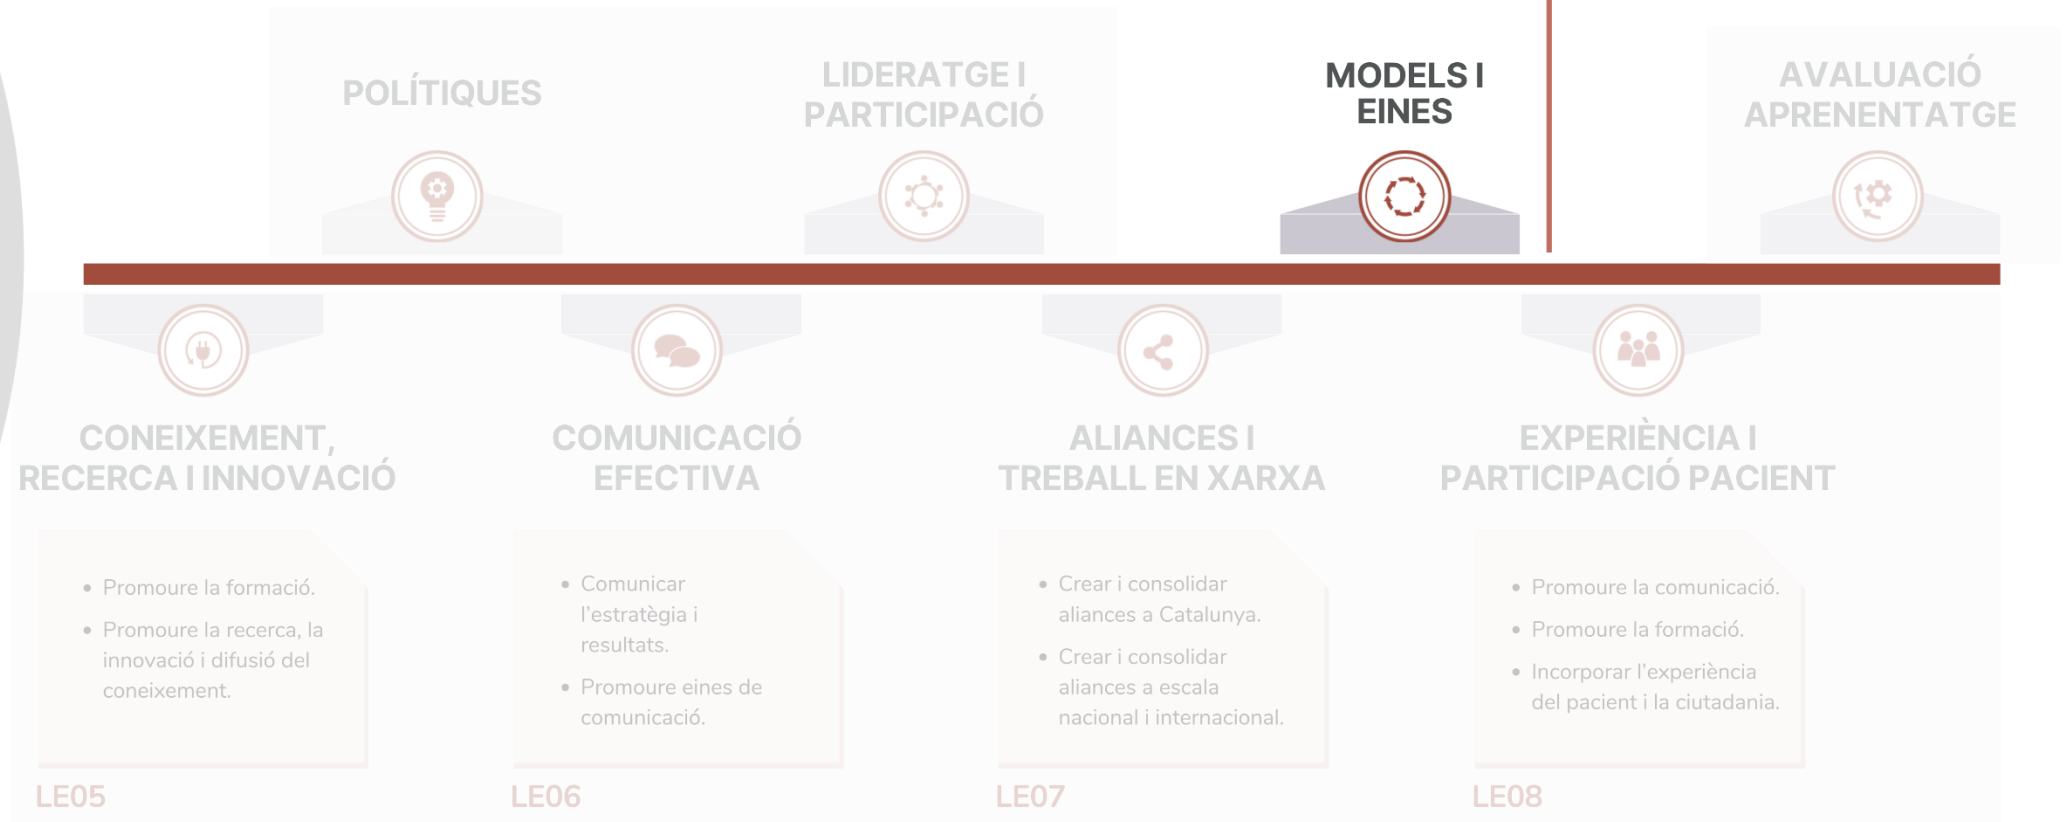 POLÍTIQUES
LIDERATGE I
PARTICIPACIÓ
MODELS I
EINES
AVALUACIÓ
APRENENTATGE
CONEIXEMENT,
RECERCA I INNOVACIÓ
COMUNICACIÓ
EFECTIVA
ALIANCES I
TREBALL EN XARXA
EXPERIÈNCIA I
PARTICIPACIÓ PACIENT
• Promoure la formació.
• Promoure la recerca, la
innovació i difusió del
coneixement.
LE05
• Comunicar
l'estratègia i
resultats.
• Promoure eines de
comunicació.
LE06
• Crear i consolidar
aliances a Catalunya.
• Crear i consolidar
aliances a escala
nacional i internacional.
LE07
• Promoure la comunicació.
• Promoure la formació.
• Incorporar l'experiència
del pacient i la ciutadania.
LE08